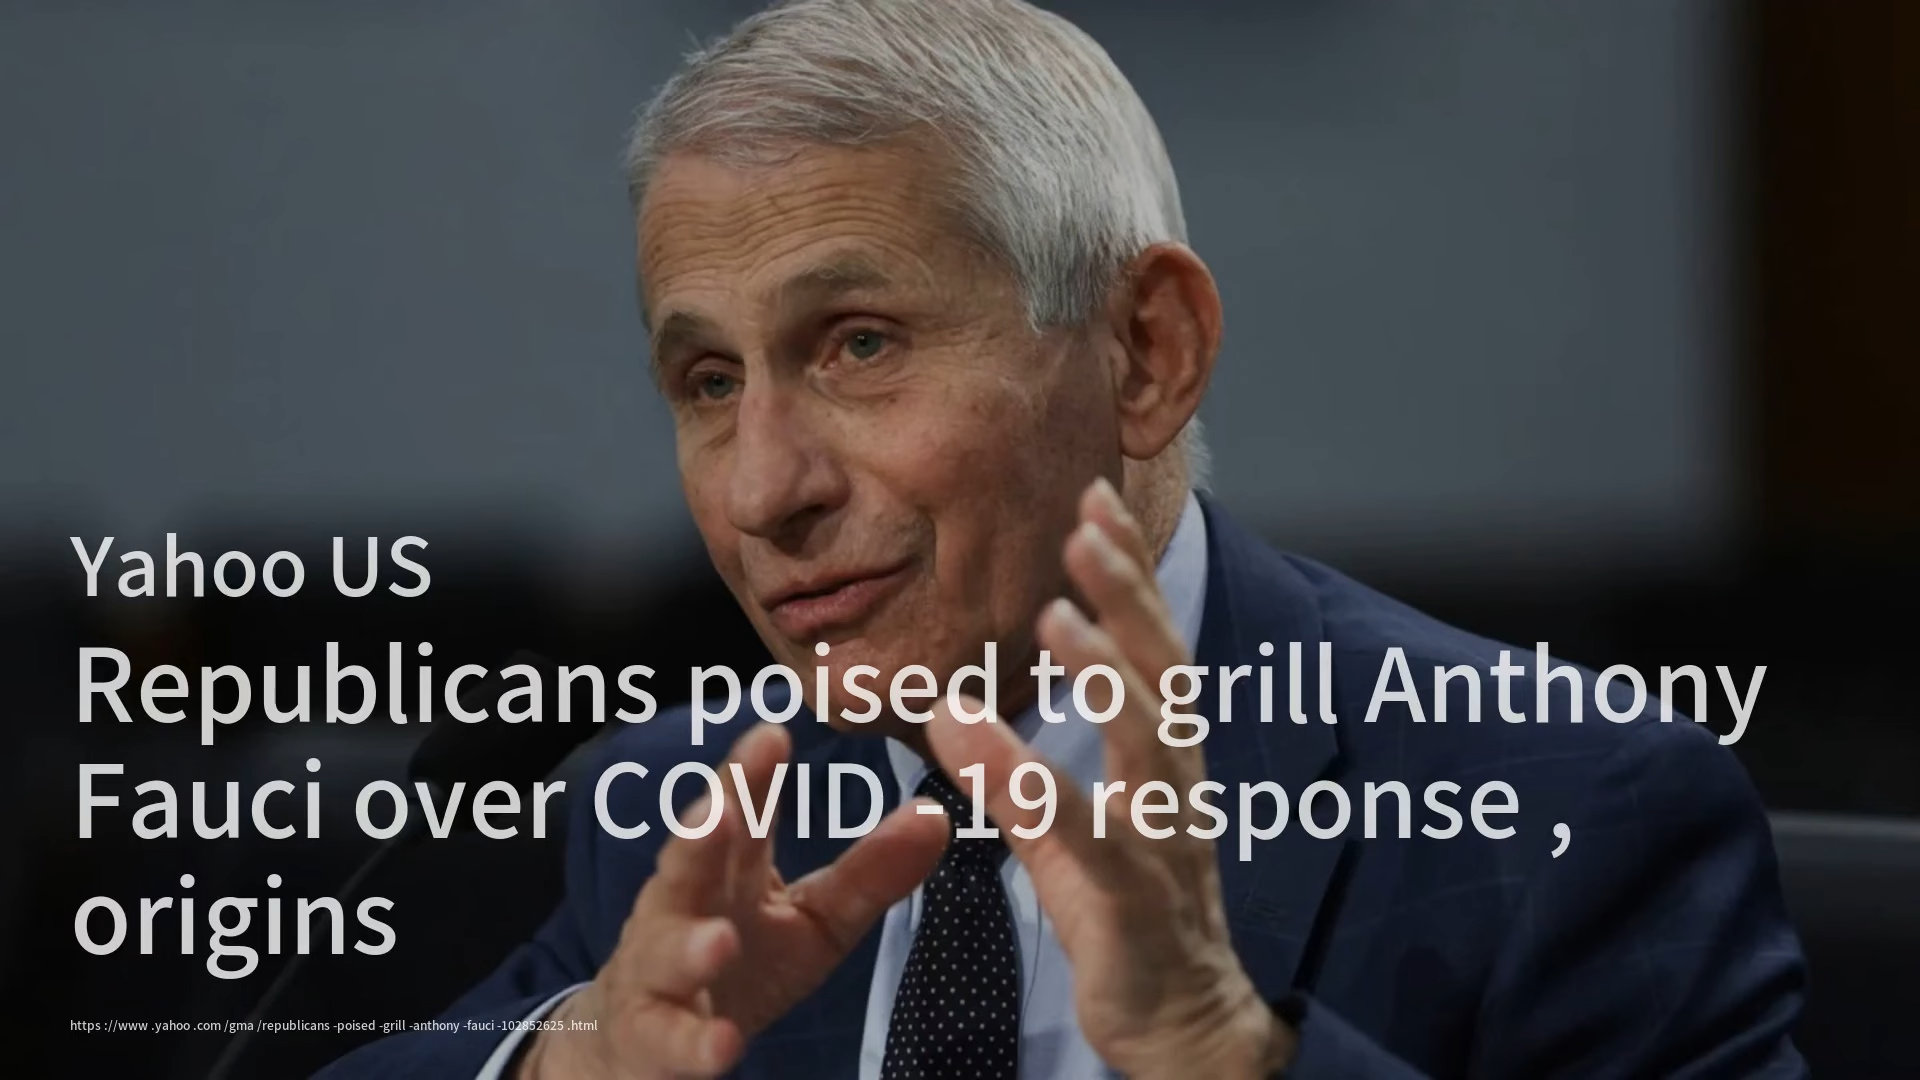 Yahoo US
Republicans poised to grill Anthony
Fauci over COVID -19 response ,
origins
https ://www .yahoo .com /gma /republicans -poised -grill -anthony -fauci -102852625 .html